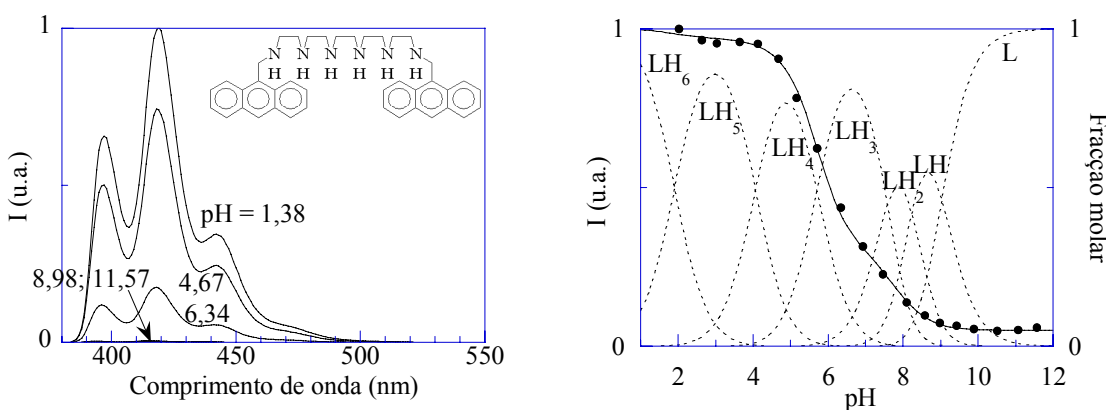 1
N N N N N N
H H H H H H
I (u.a.)
pH = 1,38
8,98; 11,57
4,67
6,34
0
400 450 500 550
Comprimento de onda (nm)
1
1
LH6
LH5
LH4
LH3
LH2
LH
L
I (u.a.)
Fracçao molar
0
0
2 4 6 8 10 12
pH